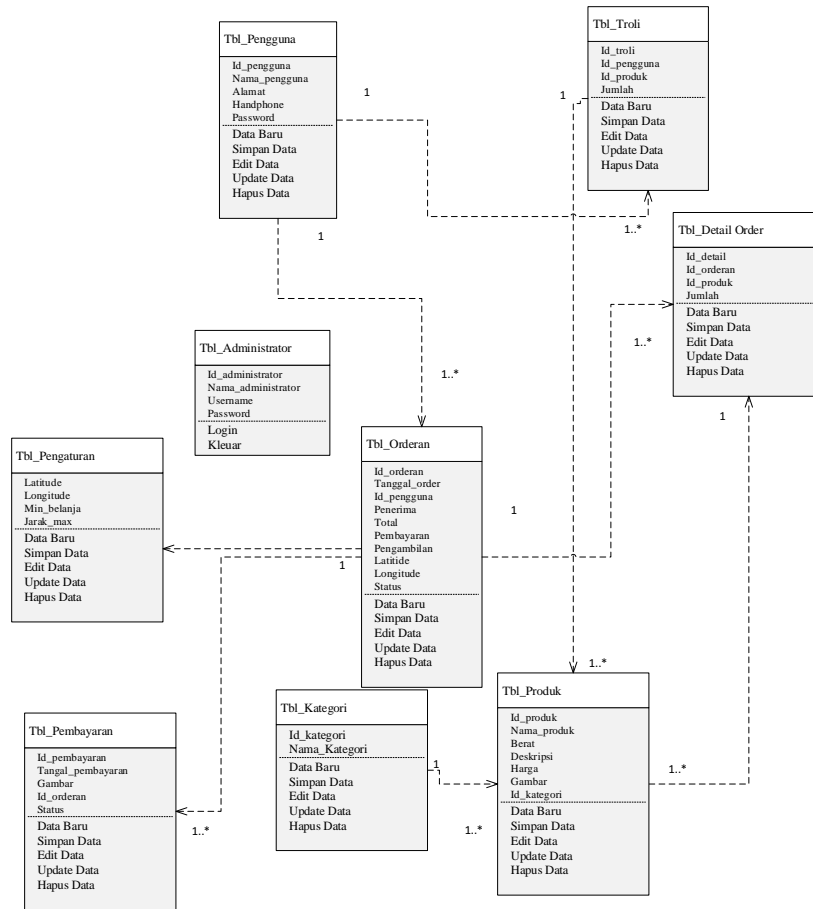 Tbl_Pengguna
Id_pengguna
Nama_pengguna
Alamat
Handphone
Password
Data Baru
Simpan Data
Edit Data
Update Data
Hapus Data
1
1
Tbl_Troli
Id_troli
Id_pengguna
Id_produk
Jumlah
Data Baru
Simpan Data
Edit Data
Update Data
Hapus Data
1
1..*
Tbl_Detail Order
Id_detail
Id_orderan
Id_produk
Jumlah
Data Baru
Simpan Data
Edit Data
Update Data
Hapus Data
1..*
1
Tbl_Administrator
Id_administrator
Nama_administrator
Username
Password
Login
Kleuar
1..*
Tbl_Orderan
Id_orderan
Tanggal_order
Id_pengguna
Penerima
Total
Pembayaran
Pengambilan
Latitide
Longitude
Status
Data Baru
Simpan Data
Edit Data
Update Data
Hapus Data
1
1
Tbl_Pengaturan
Latitude
Longitude
Min_belanja
Jarak_max
Data Baru
Simpan Data
Edit Data
Update Data
Hapus Data
Tbl_Pembayaran
Id_pembayaran
Tangal_pembayaran
Gambar
Id_orderan
Status
Data Baru
Simpan Data
Edit Data
Update Data
Hapus Data
1..*
Tbl_Kategori
Id_kategori
Nama_Kategori
Data Baru
Simpan Data
Edit Data
Update Data
Hapus Data
1
1..*
1..*
Tbl_Produk
Id_produk
Nama_produk
Berat
Deskripsi
Harga
Gambar
Id_kategori
Data Baru
Simpan Data
Edit Data
Update Data
Hapus Data
1..*